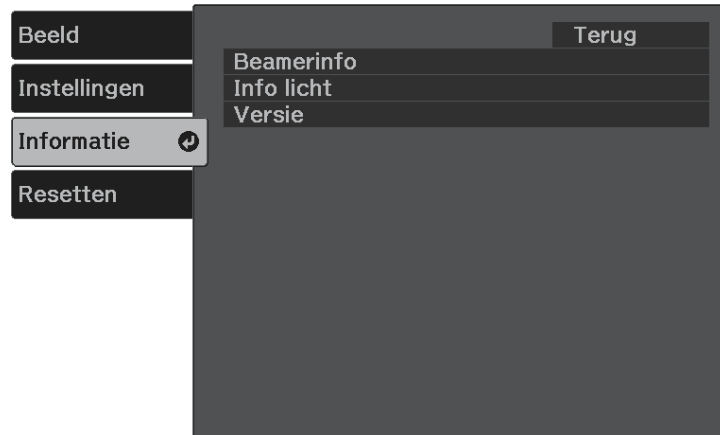 Beeld
Instellingen
Informatie
Resetten
Terug
Beamerinfo
Info licht
Versie